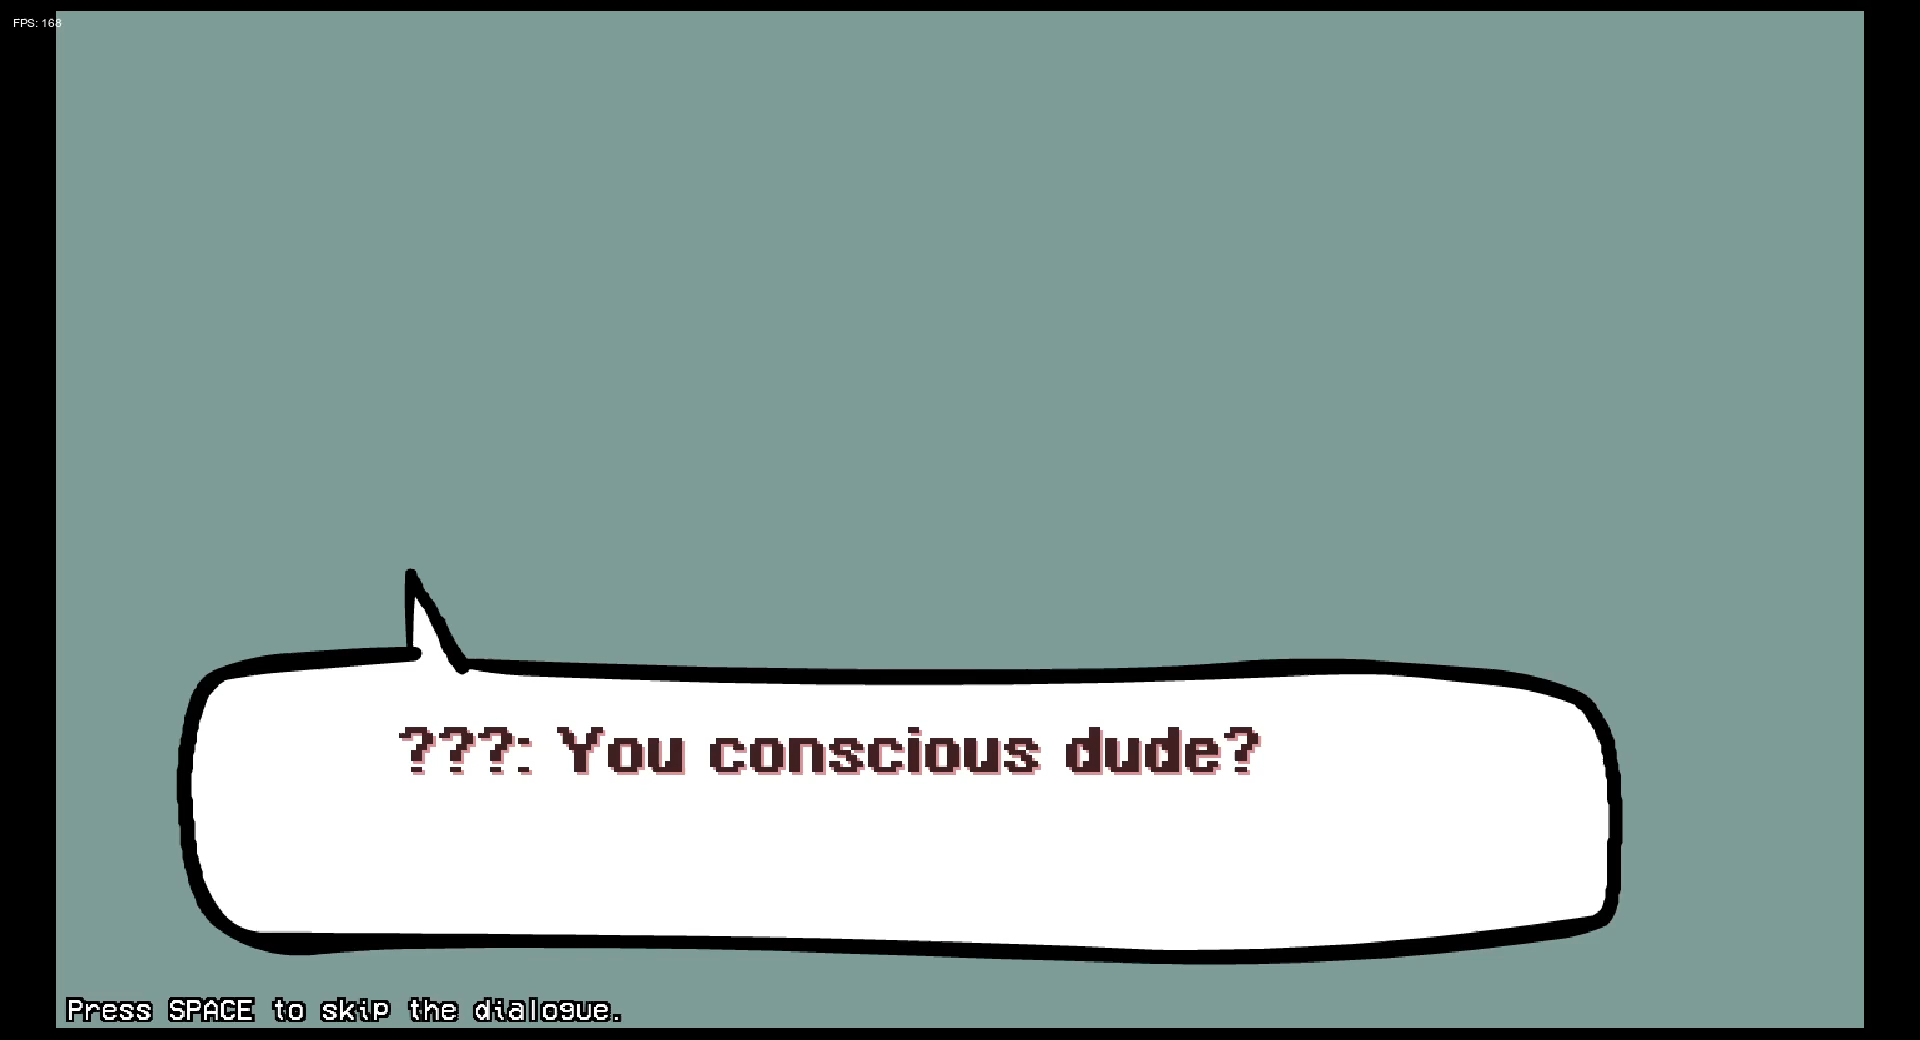 FPS: 168
???: You conscious dude?
Press SPACE to skip the dialogue.